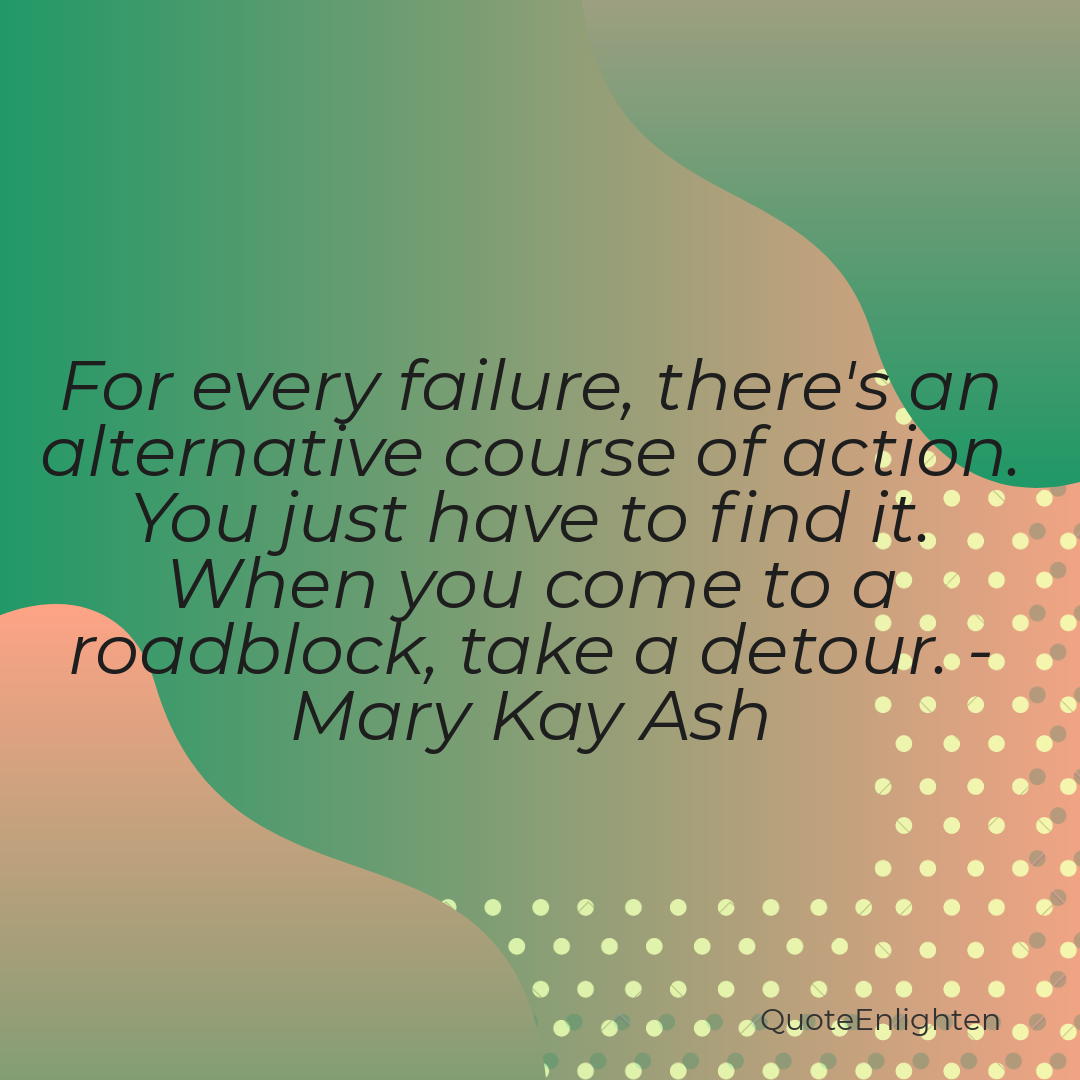 For every failure, there's an
alternative course of action.
You just have to find it.
When you come to a
roadblock, take a detour. -
Mary Kay Ash
QuoteEnlighten